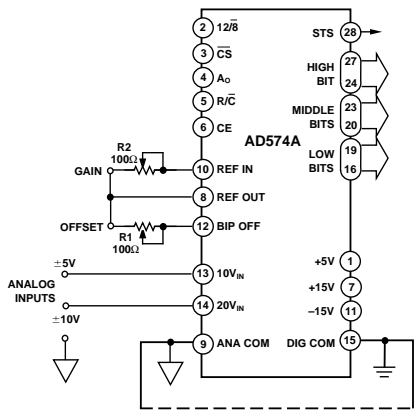 2 12/8̅
3 C̅S̅
4 AO
5 R/C̅
6 CE
R2
100Ω
GAIN
10 REF IN
8 REF OUT
OFFSET
R1
100Ω
12 BIP OFF
±5V
13 10VIN
ANALOG
INPUTS
14 20VIN
±10V
9 ANA COM
AD574A
STS 28
HIGH
BIT
27
24
MIDDLE
BITS
23
20
LOW
BITS
19
16
+5V 1
+15V 7
–15V 11
DIG COM 15